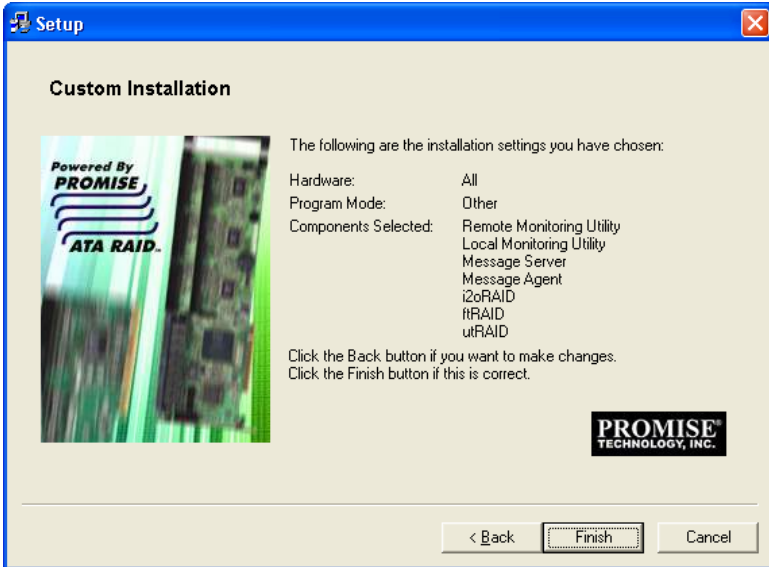 Setup
Custom Installation
Powered By
PROMISE
ATA RAID™
The following are the installation settings you have chosen:
Hardware: All
Program Mode: Other
Components Selected: Remote Monitoring Utility
Local Monitoring Utility
Message Server
Message Agent
i2oRAID
ftRAID
utRAID
Click the Back button if you want to make changes.
Click the Finish button if this is correct.
PROMISE®
TECHNOLOGY, INC.
< Back Finish Cancel